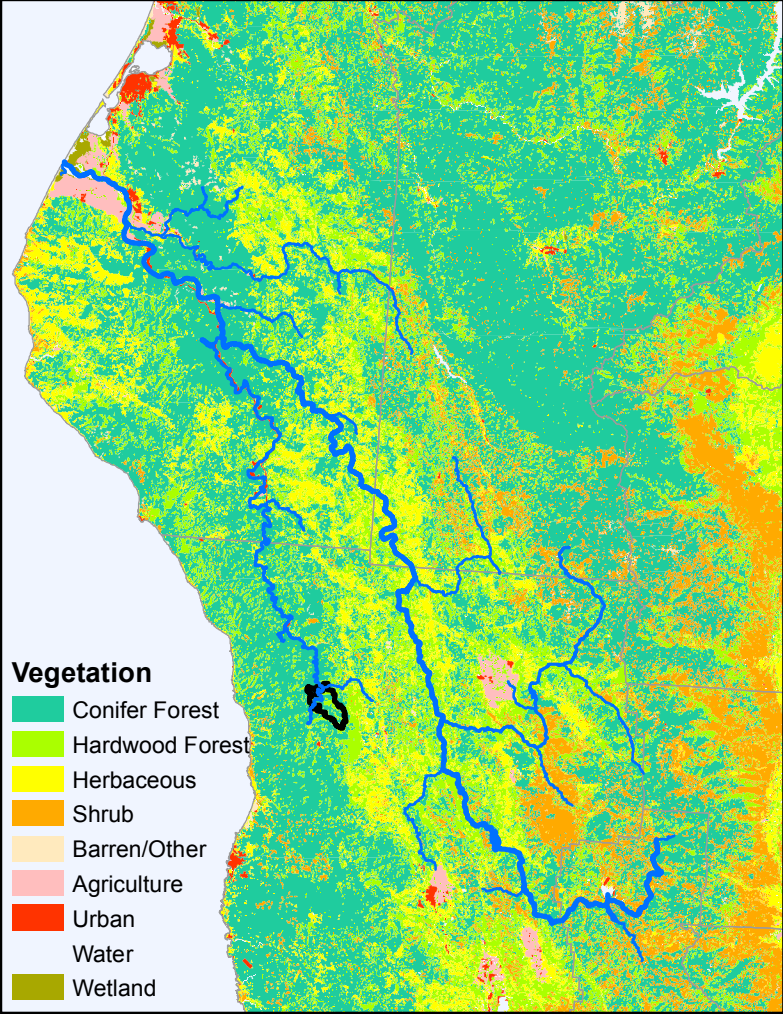 Vegetation
Conifer Forest
Hardwood Forest
Herbaceous
Shrub
Barren/Other
Agriculture
Urban
Water
Wetland